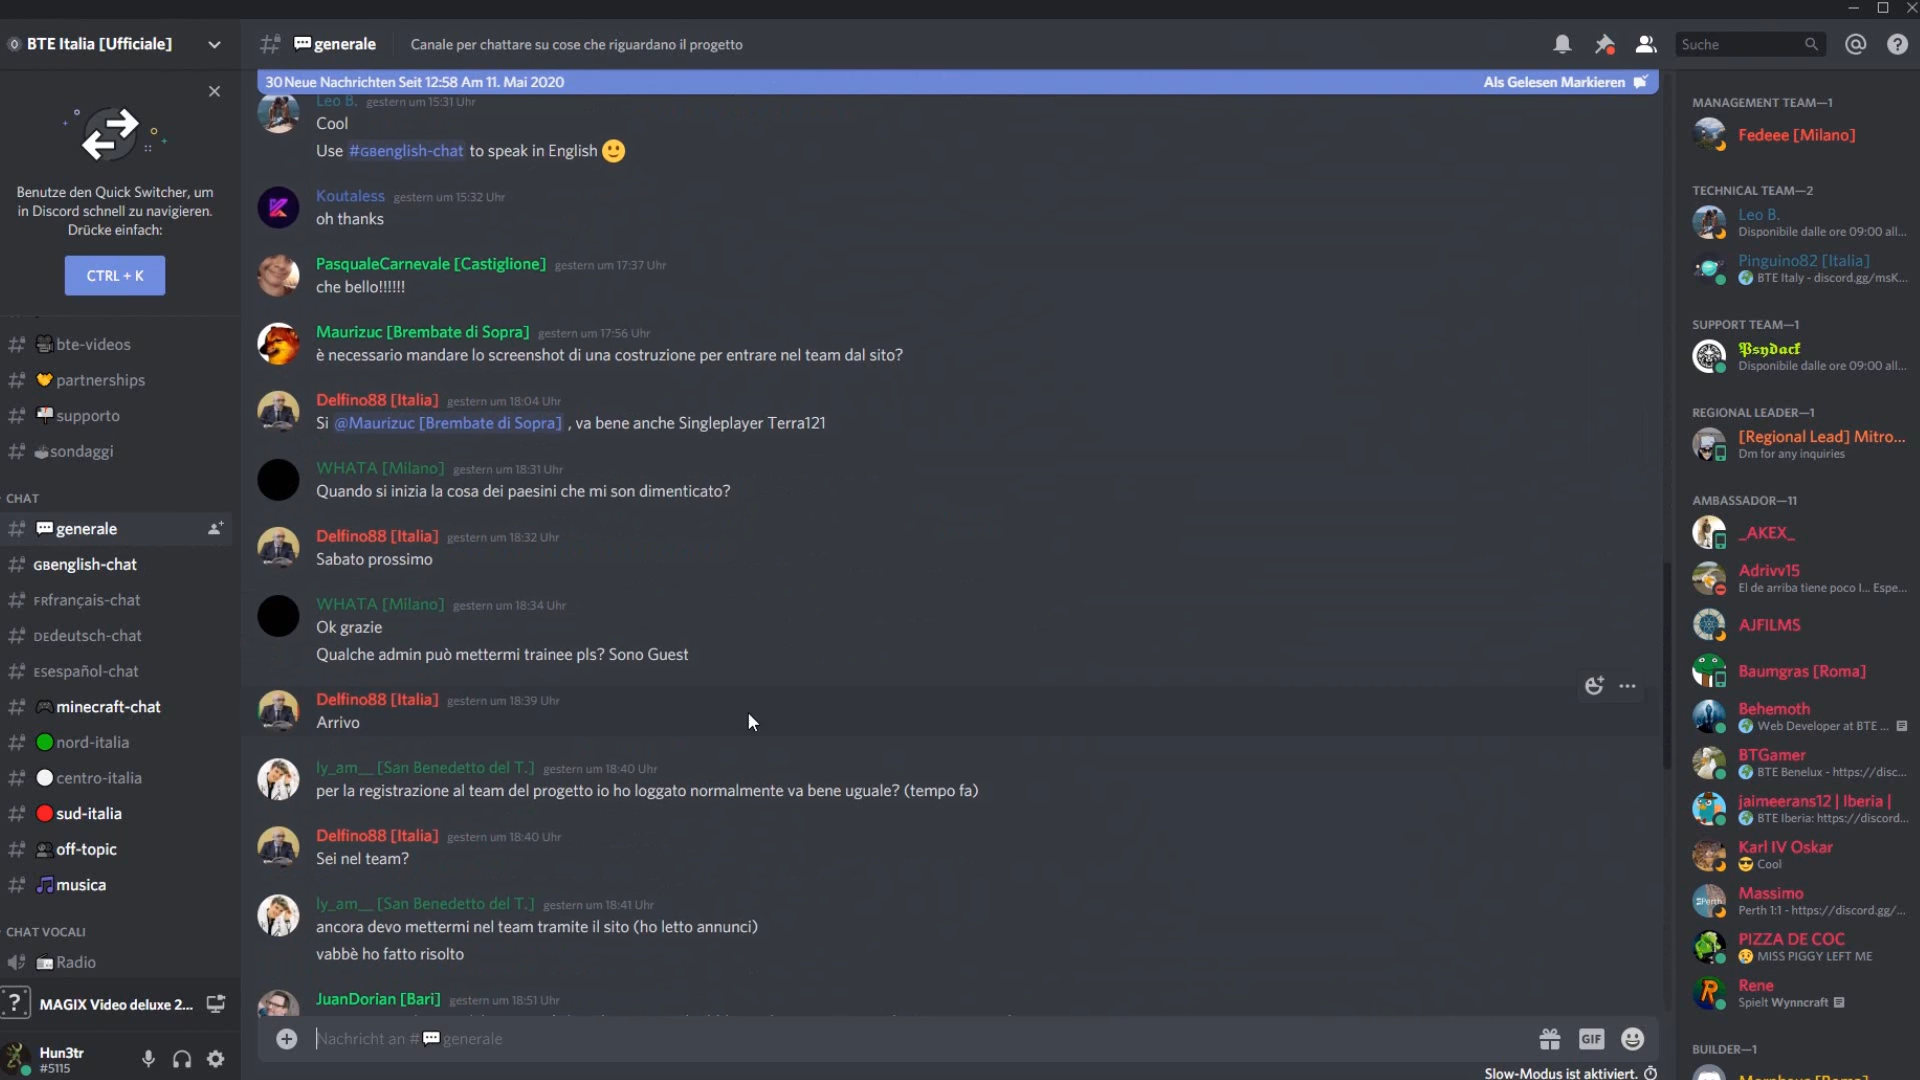 BTE Italia [Ufficiale]
Benutze den Quick Switcher, um
in Discord schnell zu navigieren.
Drücke einfach:
CTRL + K
bte-videos
partnerships
supporto
sondaggi
CHAT
generale
GBenglish-chat
FRfrançais-chat
DEdeutsch-chat
ESespañol-chat
minecraft-chat
nord-italia
centro-italia
sud-italia
off-topic
musica
CHAT VOCALI
Radio
MAGIX Video deluxe 2...
Hun3tr
#5115
generale
Canale per chattare su cose che riguardano il progetto
Suche
30 Neue Nachrichten Seit 12:58 Am 11. Mai 2020
Als Gelesen Markieren
Leo B. gestern um 15:31 Uhr
Cool
Use #GBenglish-chat to speak in English
Koutaless gestern um 15:32 Uhr
oh thanks
PasqualeCarnevale [Castiglione] gestern um 17:37 Uhr
che bello!!!!!!
Maurizuc [Brembate di Sopra] gestern um 17:56 Uhr
è necessario mandare lo screenshot di una costruzione per entrare nel team dal sito?
Delfino88 [Italia] gestern um 18:04 Uhr
Si @Maurizuc [Brembate di Sopra] , va bene anche Singleplayer Terra121
WHATA [Milano] gestern um 18:31 Uhr
Quando si inizia la cosa dei paesini che mi son dimenticato?
Delfino88 [Italia] gestern um 18:32 Uhr
Sabato prossimo
WHATA [Milano] gestern um 18:34 Uhr
Ok grazie
Qualche admin può mettermi trainee pls? Sono Guest
Delfino88 [Italia] gestern um 18:39 Uhr
Arrivo
ly_am__ [San Benedetto del T.] gestern um 18:40 Uhr
per la registrazione al team del progetto io ho loggato normalmente va bene uguale? (tempo fa)
Delfino88 [Italia] gestern um 18:40 Uhr
Sei nel team?
ly_am__ [San Benedetto del T.] gestern um 18:41 Uhr
ancora devo mettermi nel team tramite il sito (ho letto annunci)
vabbè ho fatto risolto
JuanDorian [Bari] gestern um 18:51 Uhr
Nachricht an # generale
GIF
Slow-Modus ist aktiviert.
MANAGEMENT TEAM—1
Fedeee [Milano]
TECHNICAL TEAM—2
Leo B.
Disponibile dalle ore 09:00 all...
Pinguino82 [Italia]
BTE Italy - discord.gg/msK...
SUPPORT TEAM—1
Psydack
Disponibile dalle ore 09:00 all...
REGIONAL LEADER—1
[Regional Lead] Mitro...
Dm for any inquiries
AMBASSADOR—11
_AKEX_
Adrivv15
El de arriba tiene poco I... Espe...
AJFILMS
Baumgras [Roma]
Behemoth
Web Developer at BTE ...
BTGamer
BTE Benelux - https://disc...
jaimeerans12 | Iberia |
BTE Iberia: https://discord...
Karl IV Oskar
Cool
Massimo
Perth 1:1 - https://discord.gg/...
PIZZA DE COC
MISS PIGGY LEFT ME
Rene
Spielt Wynncraft
BUILDER—1